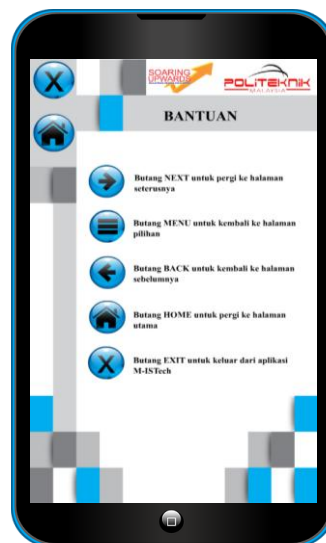 SOARING
UPWARDS
POLITEKNIK
MALAYSIA
BANTUAN
Butang NEXT untuk pergi ke halaman
seterusnya
Butang MENU untuk kembali ke halaman
pilihan
Butang BACK untuk kembali ke halaman
sebelumnya
Butang HOME untuk pergi ke halaman
utama
Butang EXIT untuk keluar dari aplikasi
M-ISTech